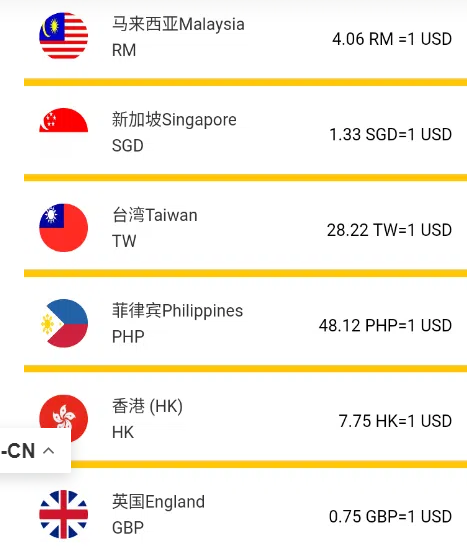 马来西亚Malaysia
RM
4.06 RM =1 USD
新加坡Singapore
SGD
1.33 SGD=1 USD
台湾Taiwan
TW
28.22 TW=1 USD
菲律宾Philippines
PHP
48.12 PHP=1 USD
香港 (HK)
HK
7.75 HK=1 USD
-CN
英国England
GBP
0.75 GBP=1 USD